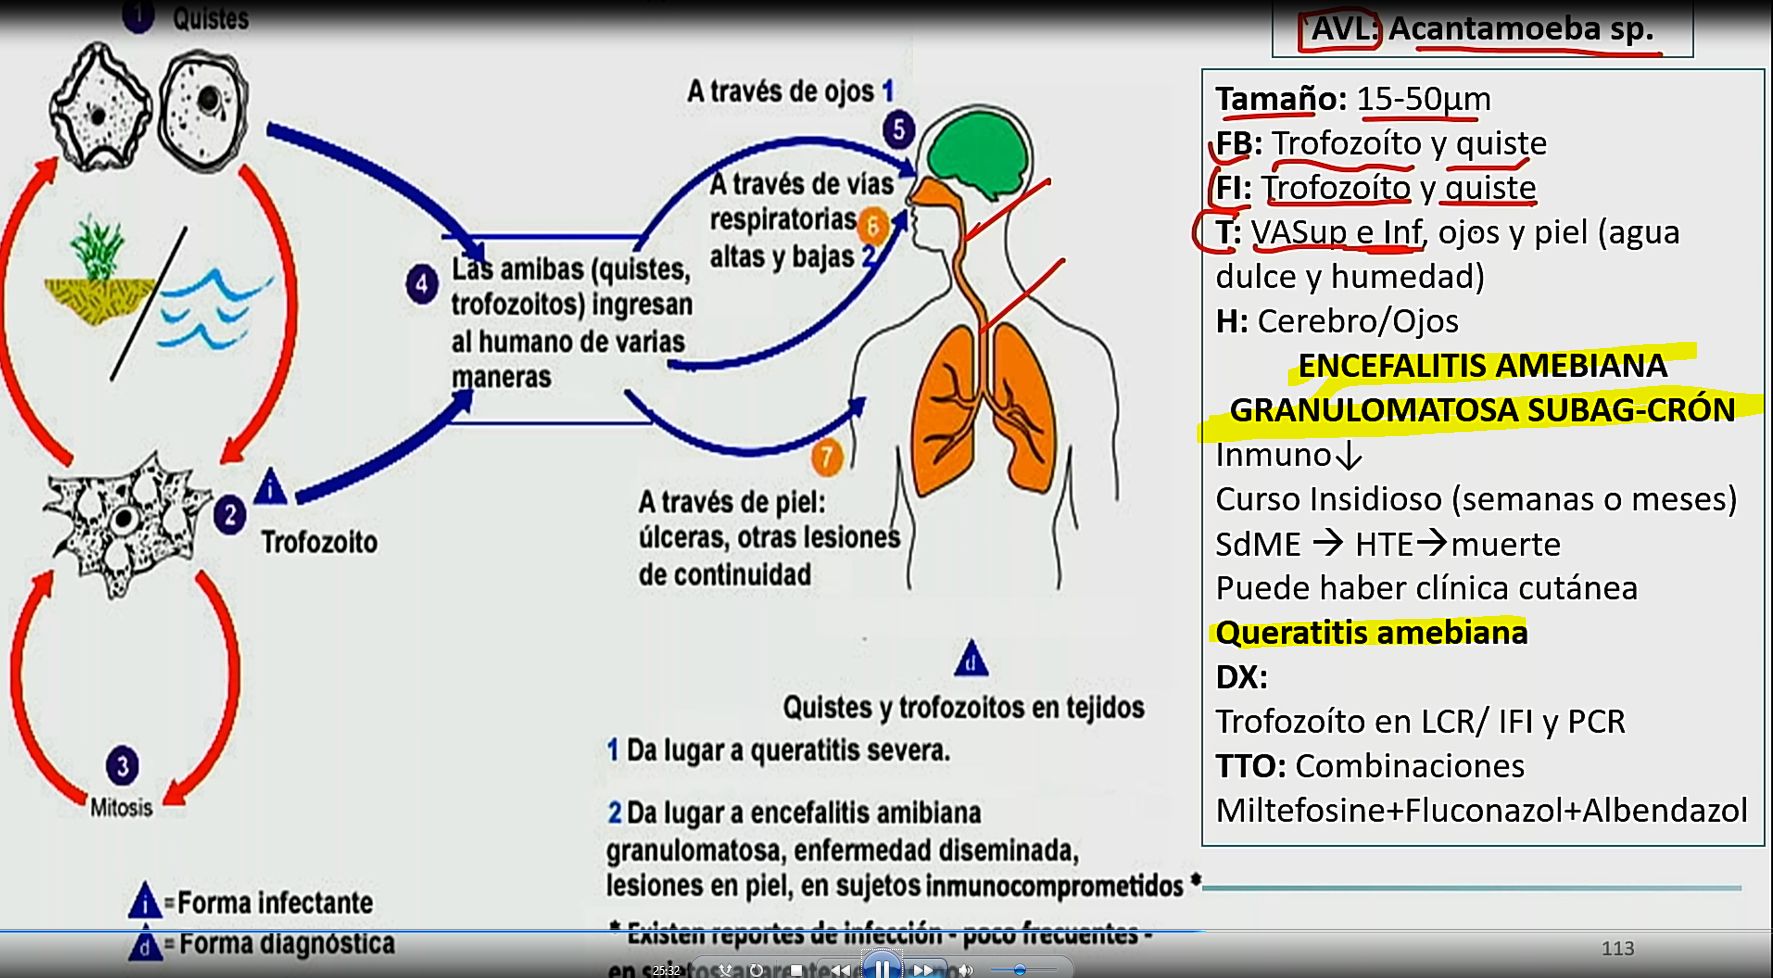 1 Quistes
A través de ojos 1
5
A través de vías
respiratorias 6
altas y bajas 2
4 Las amibas (quistes,
trofozoitos) ingresan
al humano de varias
maneras
7
A través de piel:
úlceras, otras lesiones
de continuidad
2 i
Trofozoito
3
Mitosis
d
Quistes y trofozoitos en tejidos
1 Da lugar a queratitis severa.
2 Da lugar a encefalitis amibiana
granulomatosa, enfermedad diseminada,
lesiones en piel, en sujetos inmunocomprometidos *
* Existen reportes de infección - poco frecuentes -
en sujetos
i =Forma infectante
d = Forma diagnóstica
AVL: Acantamoeba sp.
Tamaño: 15-50µm
FB: Trofozoíto y quiste
FI: Trofozoíto y quiste
T: VASup e Inf, ojos y piel (agua
dulce y humedad)
H: Cerebro/Ojos
ENCEFALITIS AMEBIANA
GRANULOMATOSA SUBAG-CRÓN
Inmuno↓
Curso Insidioso (semanas o meses)
SdME → HTE→muerte
Puede haber clínica cutánea
Queratitis amebiana
DX:
Trofozoíto en LCR/ IFI y PCR
TTO: Combinaciones
Miltefosine+Fluconazol+Albendazol
113
25:32